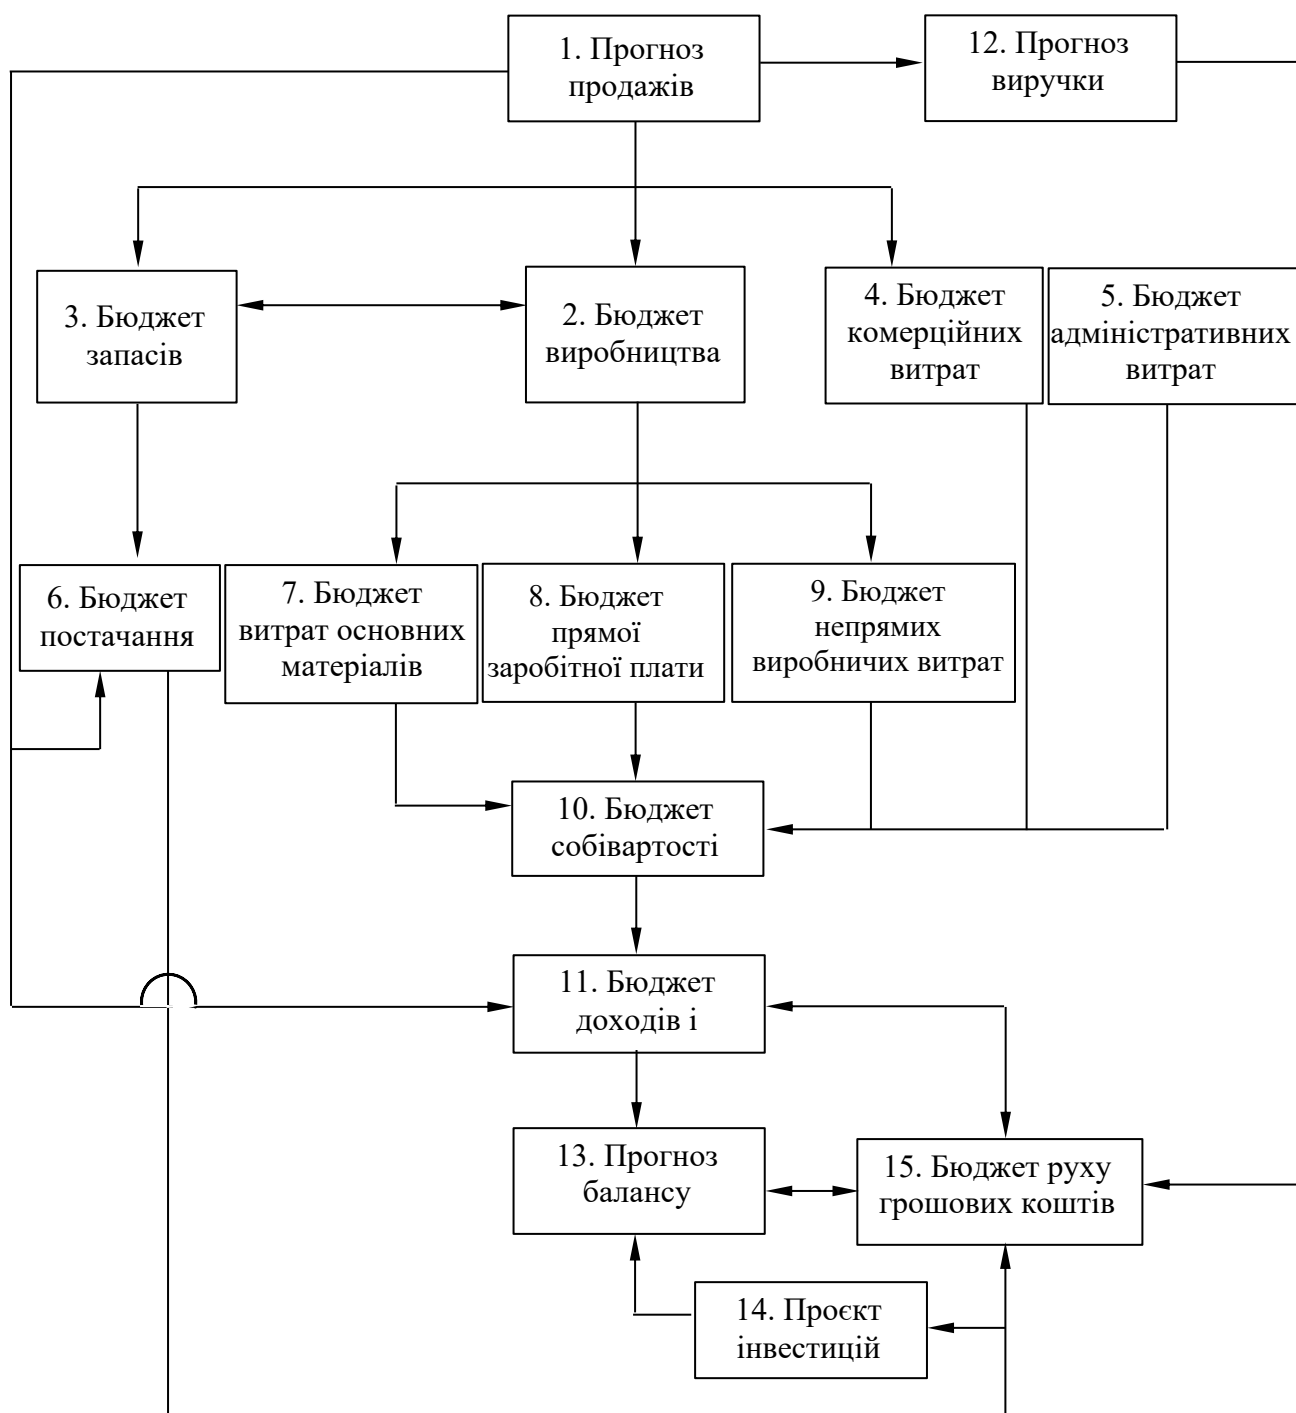 1. Прогноз
продажів
12. Прогноз
виручки
3. Бюджет
запасів
2. Бюджет
виробництва
4. Бюджет
комерційних
витрат
5. Бюджет
адміністративних
витрат
6. Бюджет
постачання
7. Бюджет
витрат основних
матеріалів
8. Бюджет
прямої
заробітної плати
9. Бюджет
непрямих
виробничих витрат
10. Бюджет
собівартості
11. Бюджет
доходів і
13. Прогноз
балансу
15. Бюджет руху
грошових коштів
14. Проєкт
інвестицій